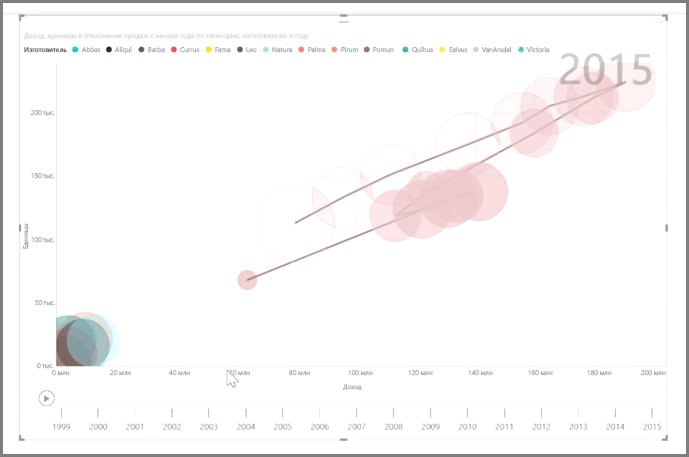 Доход, единицы и отклонение продаж с начала года по категории, изготовителю и году
Изготовитель Abbas Aliqui Barba Currus Fama Leo Natura Palma Pirum Pomun Quibus Salvus VanArsdel Victoria
2015
200 тыс.
150 тыс.
100 тыс.
50 тыс.
0 тыс.
Единицы
0 млн 20 млн 40 млн млн 80 млн 100 млн 120 млн 140 млн 160 млн 180 млн 200 млн
Доход
1999 2000 2001 2002 2003 2004 2005 2006 2007 2008 2009 2010 2011 2012 2013 2014 2015